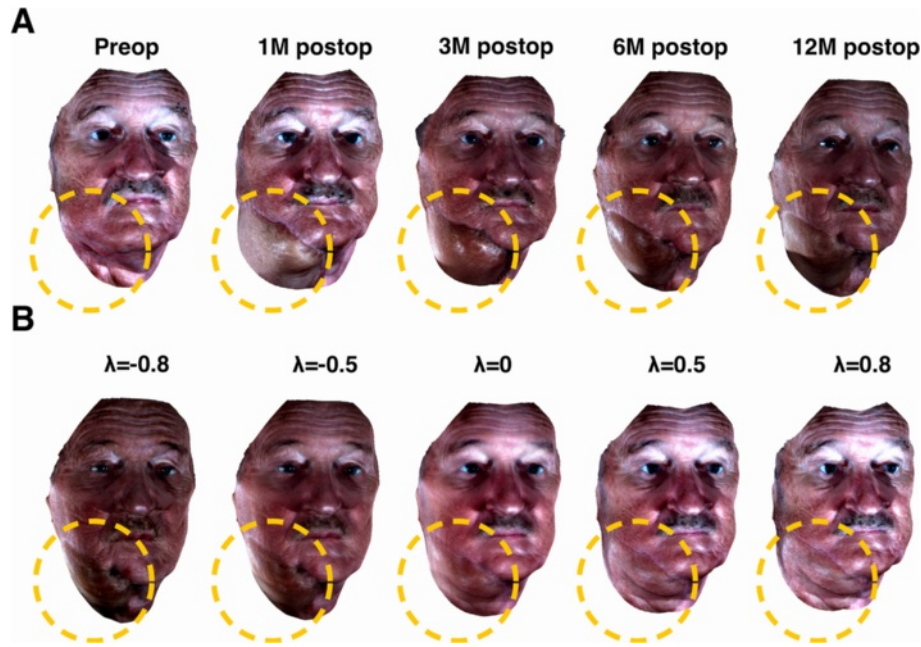 A
Preop 1M postop 3M postop 6M postop 12M postop
B
λ=-0.8 λ=-0.5 λ=0 λ=0.5 λ=0.8